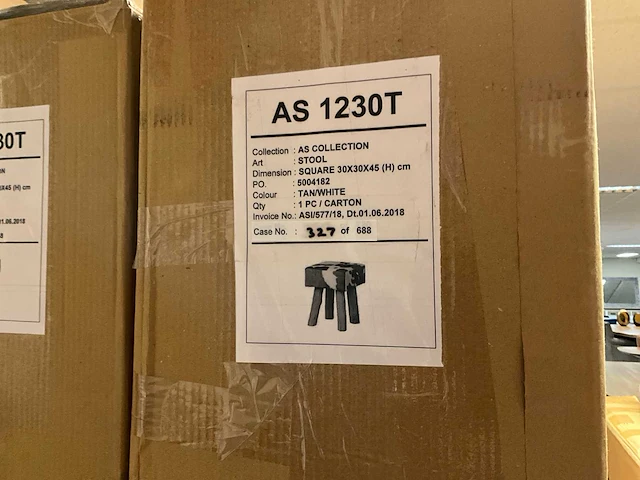 AS 1230T
Collection : AS COLLECTION
Art : STOOL
Dimension : SQUARE 30X30X45 (H) cm
PO. : 5004182
Colour : TAN/WHITE
Qty : 1 PC / CARTON
Invoice No.: ASI/577/18, Dt.01.06.2018
Case No. : 327 of 688
30T
X45 (H) cm
.06.2018